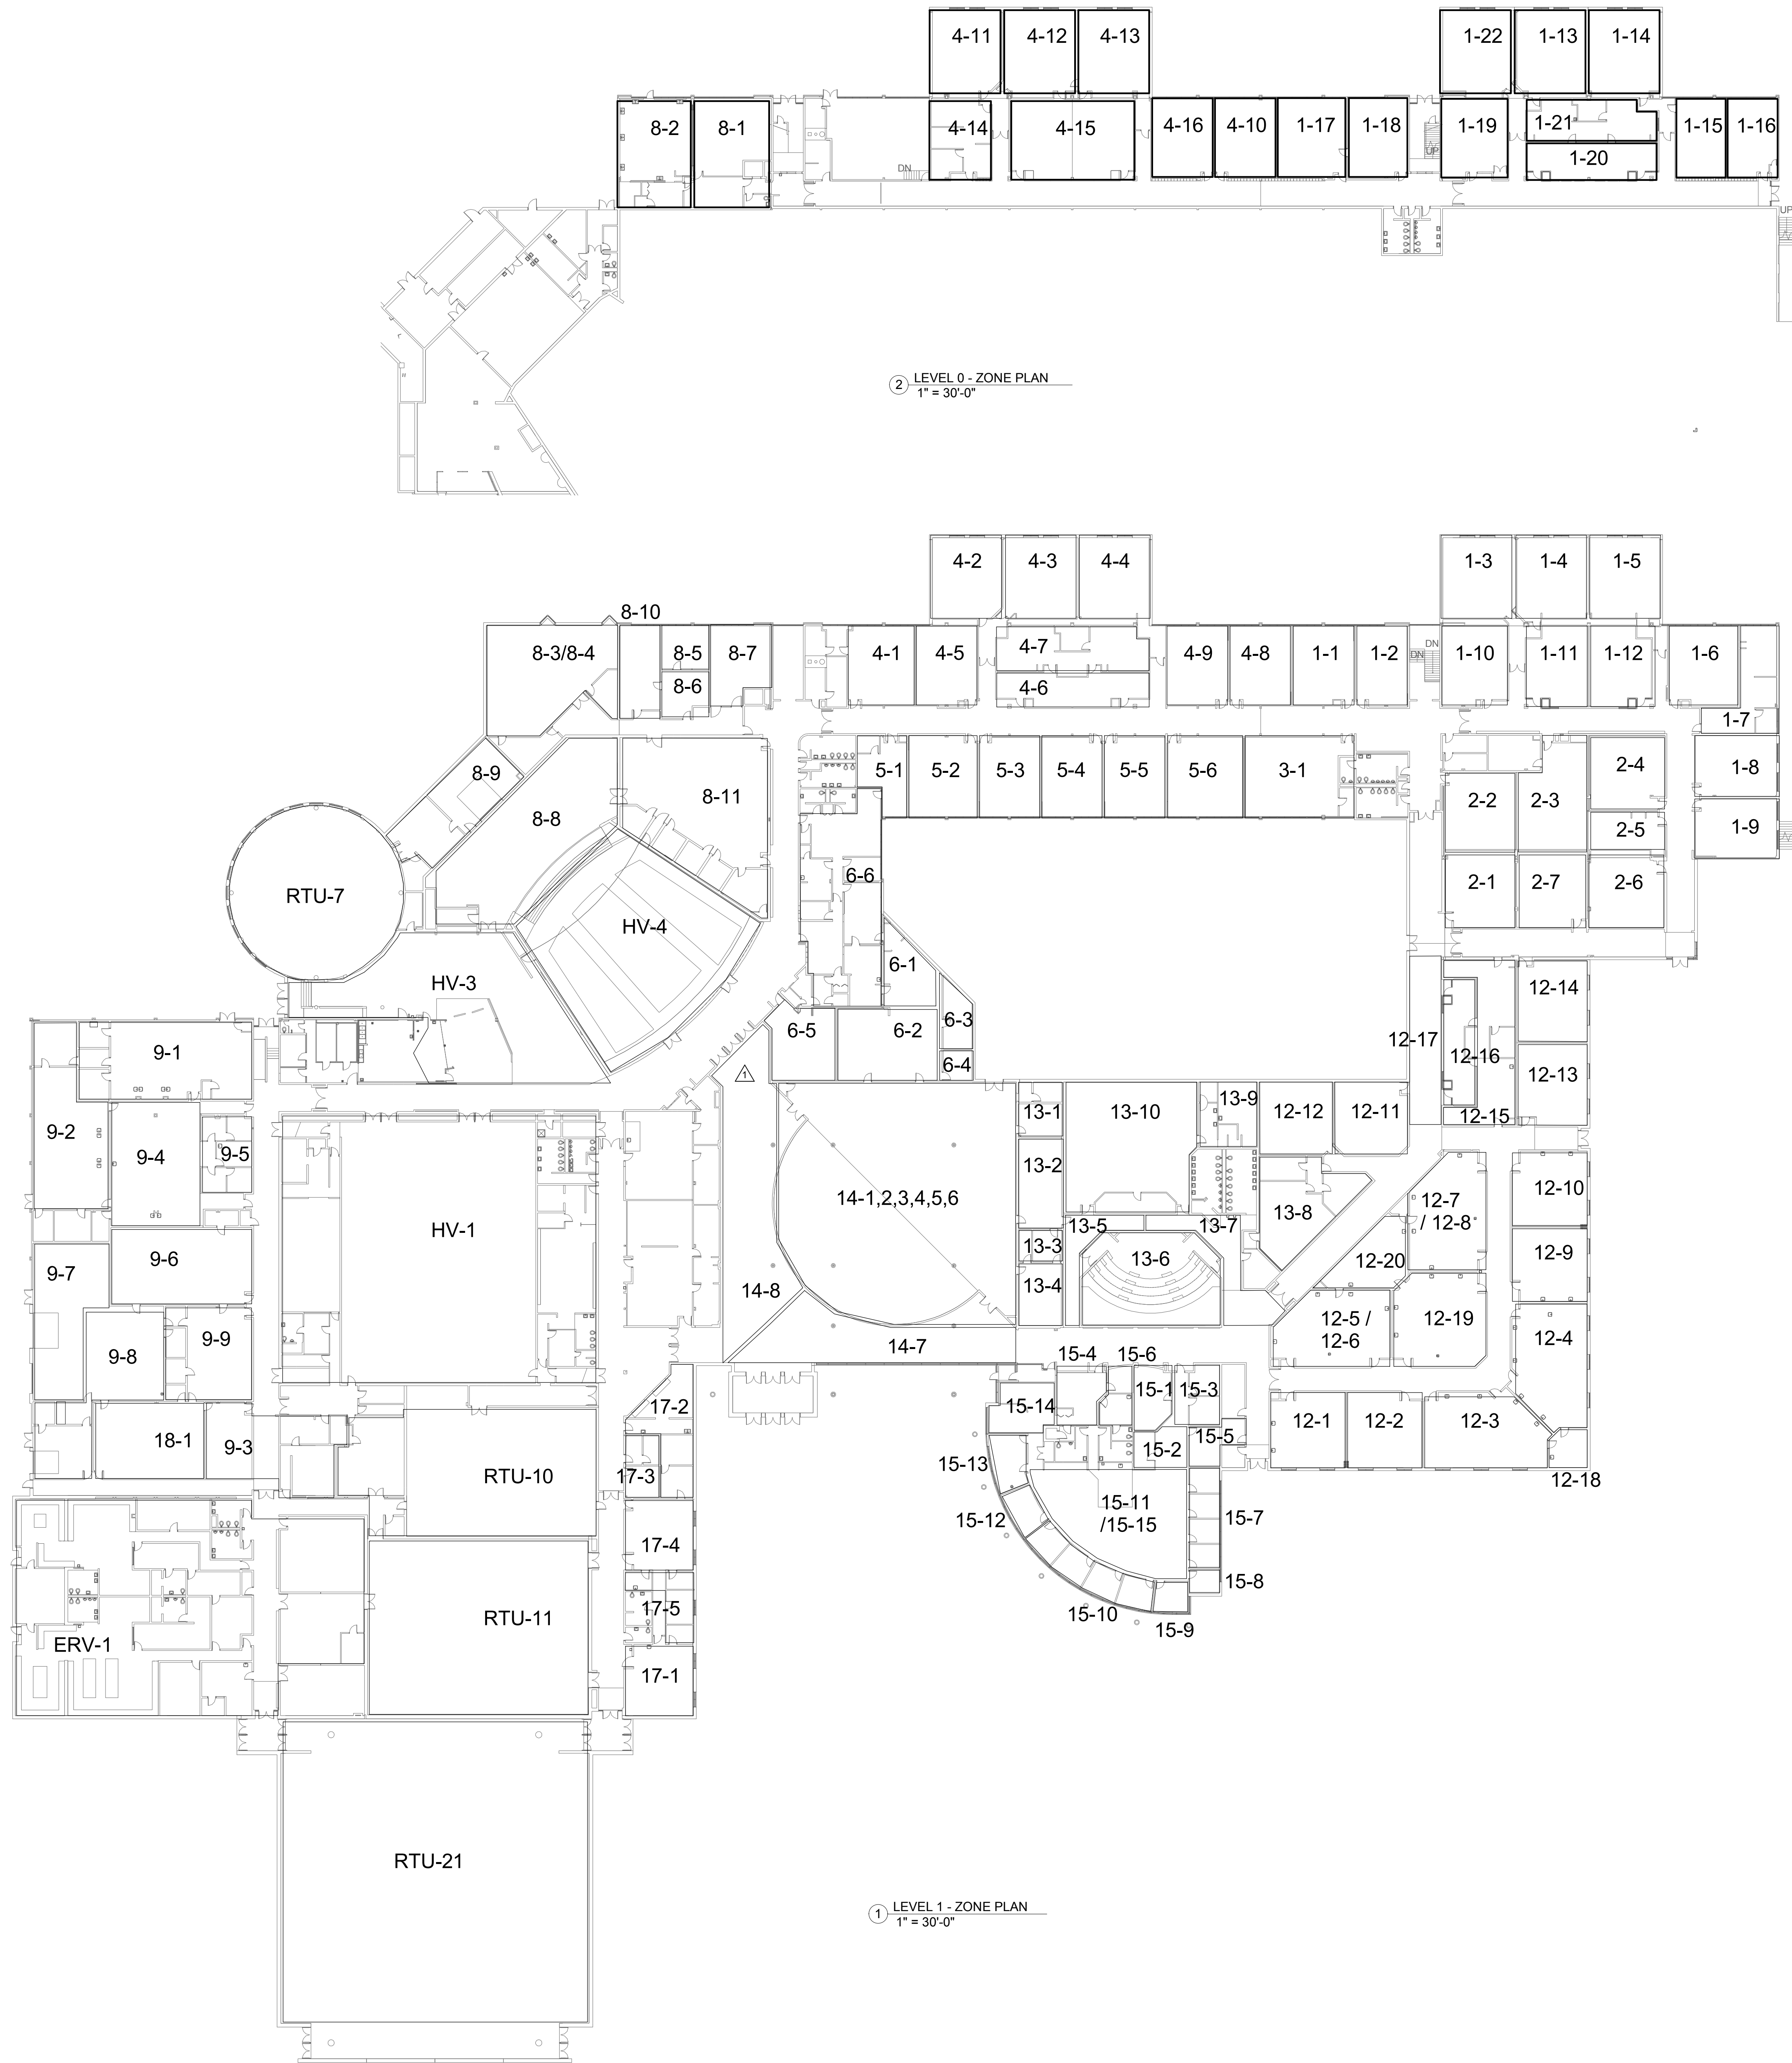 4-11 4-12 4-13 1-22 1-13 1-14
8-2 8-1 4-14 4-15 4-16 4-10 1-17 1-18 1-19 1-21 1-15 1-16
1-20
UP
DN
UP
2 LEVEL 0 - ZONE PLAN
1" = 30'-0"
4-2 4-3 4-4 1-3 1-4 1-5
8-10
8-3/8-4 8-5 8-7 4-1 4-5 4-7 4-9 4-8 1-1 1-2 DN 1-10 1-11 1-12 1-6
DN
8-6 4-6
1-7
8-9 5-1 5-2 5-3 5-4 5-5 5-6 3-1 2-4 1-8
8-11 2-2 2-3
8-8 2-5 1-9
RTU-7 6-6 2-1 2-7 2-6
HV-4
6-1
HV-3 12-14
6-3
6-5 6-2 12-17
9-1 6-4 12-16 12-13
1
13-1 13-10 13-9 12-12 12-11 12-15
9-2
9-4 9-5 13-2
14-1,2,3,4,5,6 12-7 12-10
/ 12-8
HV-1 13-5 13-7 13-8
9-6 13-3 13-6 12-20 12-9
9-7
14-8 13-4
12-5 / 12-19
9-9 12-6 12-4
9-8 14-7
15-4 15-6
15-1 15-3
17-2 15-14
18-1 9-3 12-1 12-2 12-3
15-2 15-5
RTU-10 17-3 15-13 12-18
15-11
/15-15
15-12 15-7
17-4
15-8
RTU-11 17-5 15-10
15-9
ERV-1
17-1
RTU-21
1 LEVEL 1 - ZONE PLAN
1" = 30'-0"